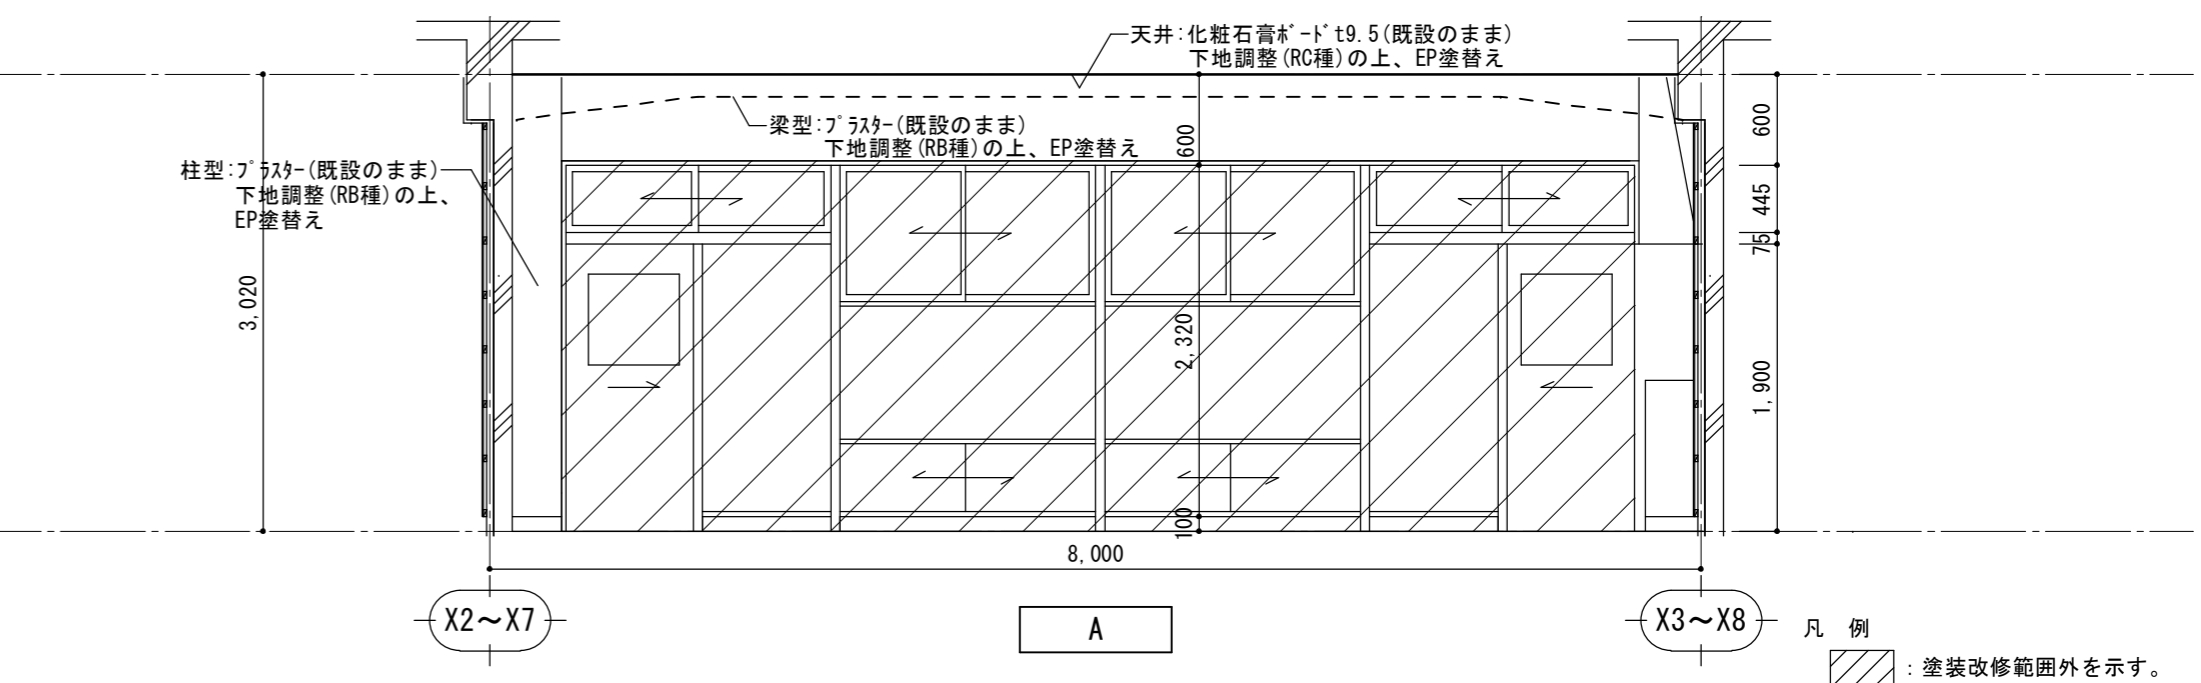 天井:化粧石膏ﾎﾞｰﾄﾞt9.5(既設のまま)
下地調整(RC種)の上、EP塗替え
梁型:ﾌﾟﾗｽﾀｰ(既設のまま)
下地調整(RB種)の上、EP塗替え
柱型:ﾌﾟﾗｽﾀｰ(既設のまま)
下地調整(RB種)の上、
EP塗替え
3,020
600
2,320
100
600
445
75
1,900
8,000
X2～X7
A
X3～X8
凡 例
:塗装改修範囲外を示す。